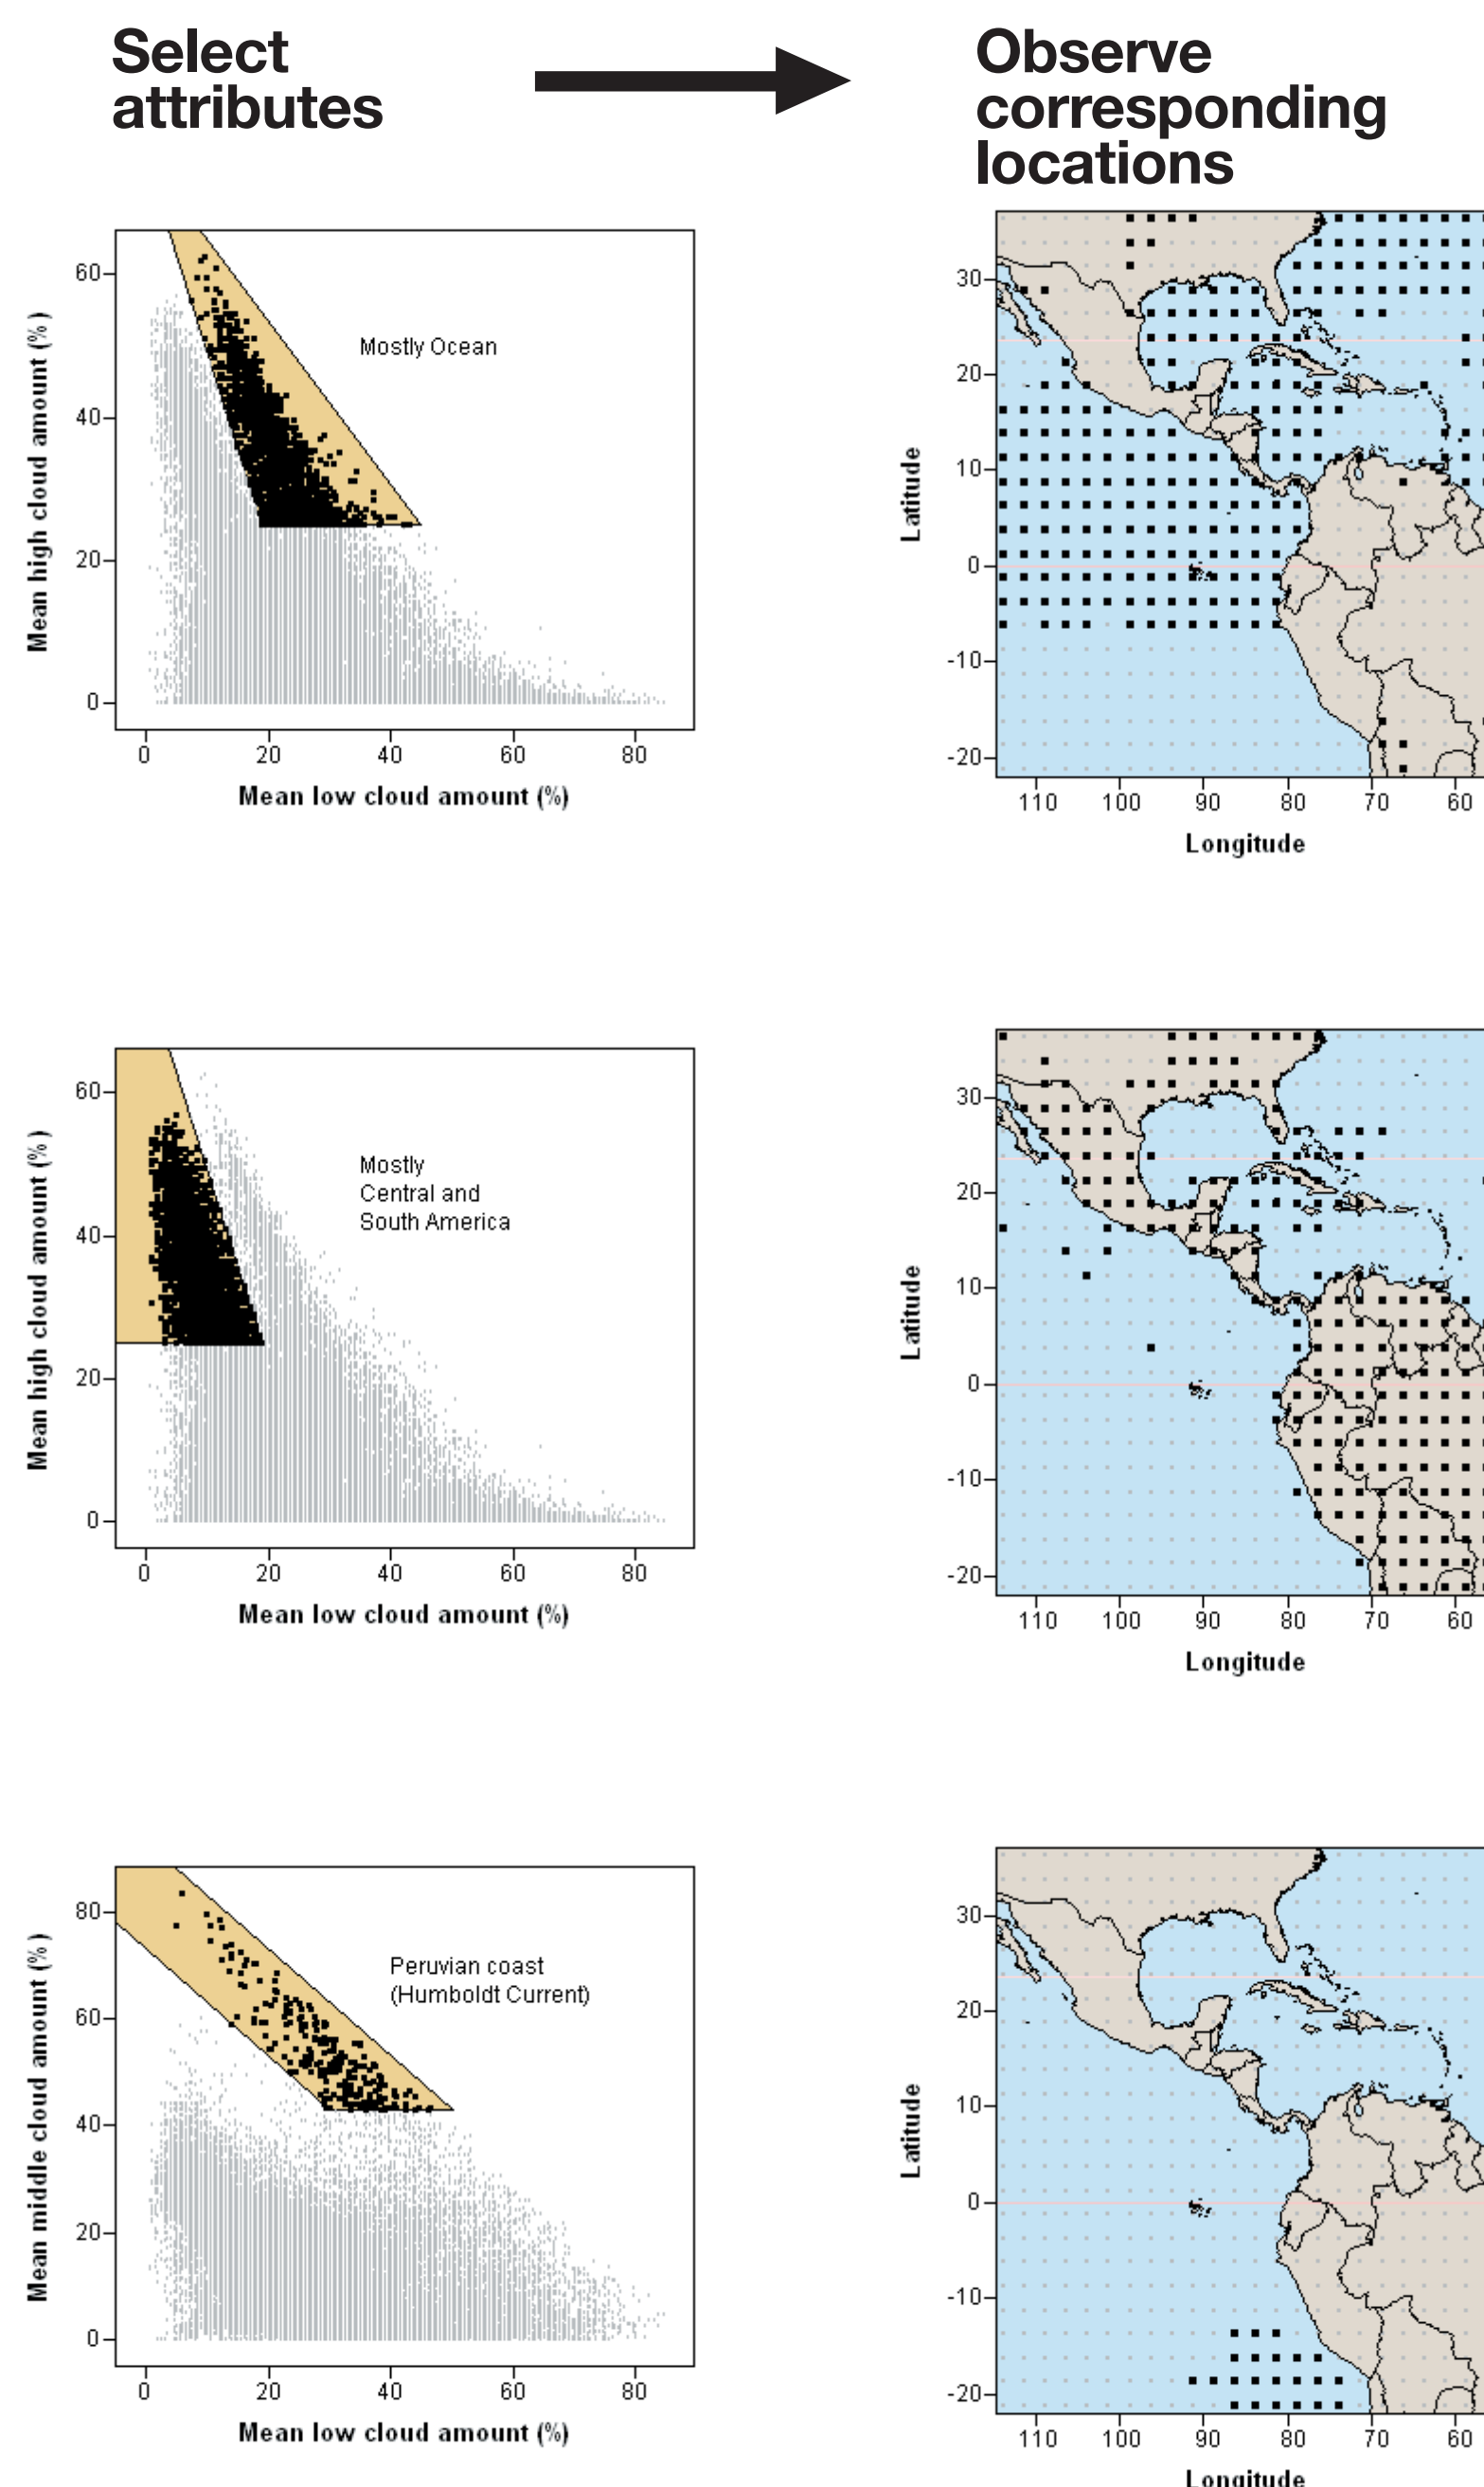 Select
attributes
Observe
corresponding
locations
Mean high cloud amount (%)
60
40
20
0
Mostly Ocean
0 20 40 60 80
Mean low cloud amount (%)
Latitude
30
20
10
0
-10
-20
110 100 90 80 70 60
Longitude
Mean high cloud amount (%)
60
40
20
0
Mostly
Central and
South America
0 20 40 60 80
Mean low cloud amount (%)
Latitude
30
20
10
0
-10
-20
110 100 90 80 70 60
Longitude
Mean middle cloud amount (%)
80
60
40
20
0
Peruvian coast
(Humboldt Current)
0 20 40 60 80
Mean low cloud amount (%)
Latitude
30
20
10
0
-10
-20
110 100 90 80 70 60
Longitude